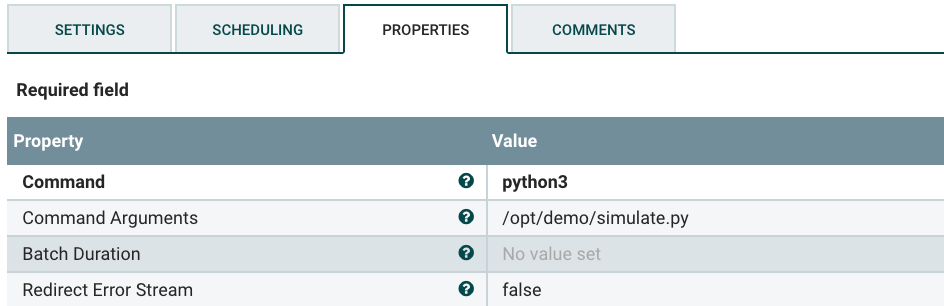 SETTINGS SCHEDULING PROPERTIES COMMENTS
Required field
Property Value
Command ? python3
Command Arguments ? /opt/demo/simulate.py
Batch Duration ? No value set
Redirect Error Stream ? false